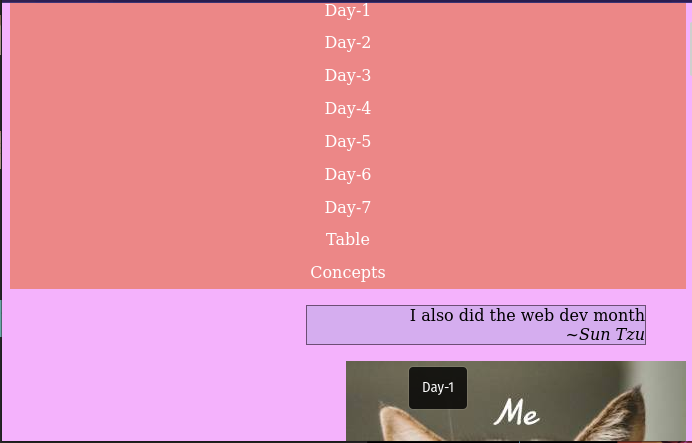 Day-1
Day-2
Day-3
Day-4
Day-5
Day-6
Day-7
Table
Concepts
I also did the web dev month
~Sun Tzu
Day-1
Me